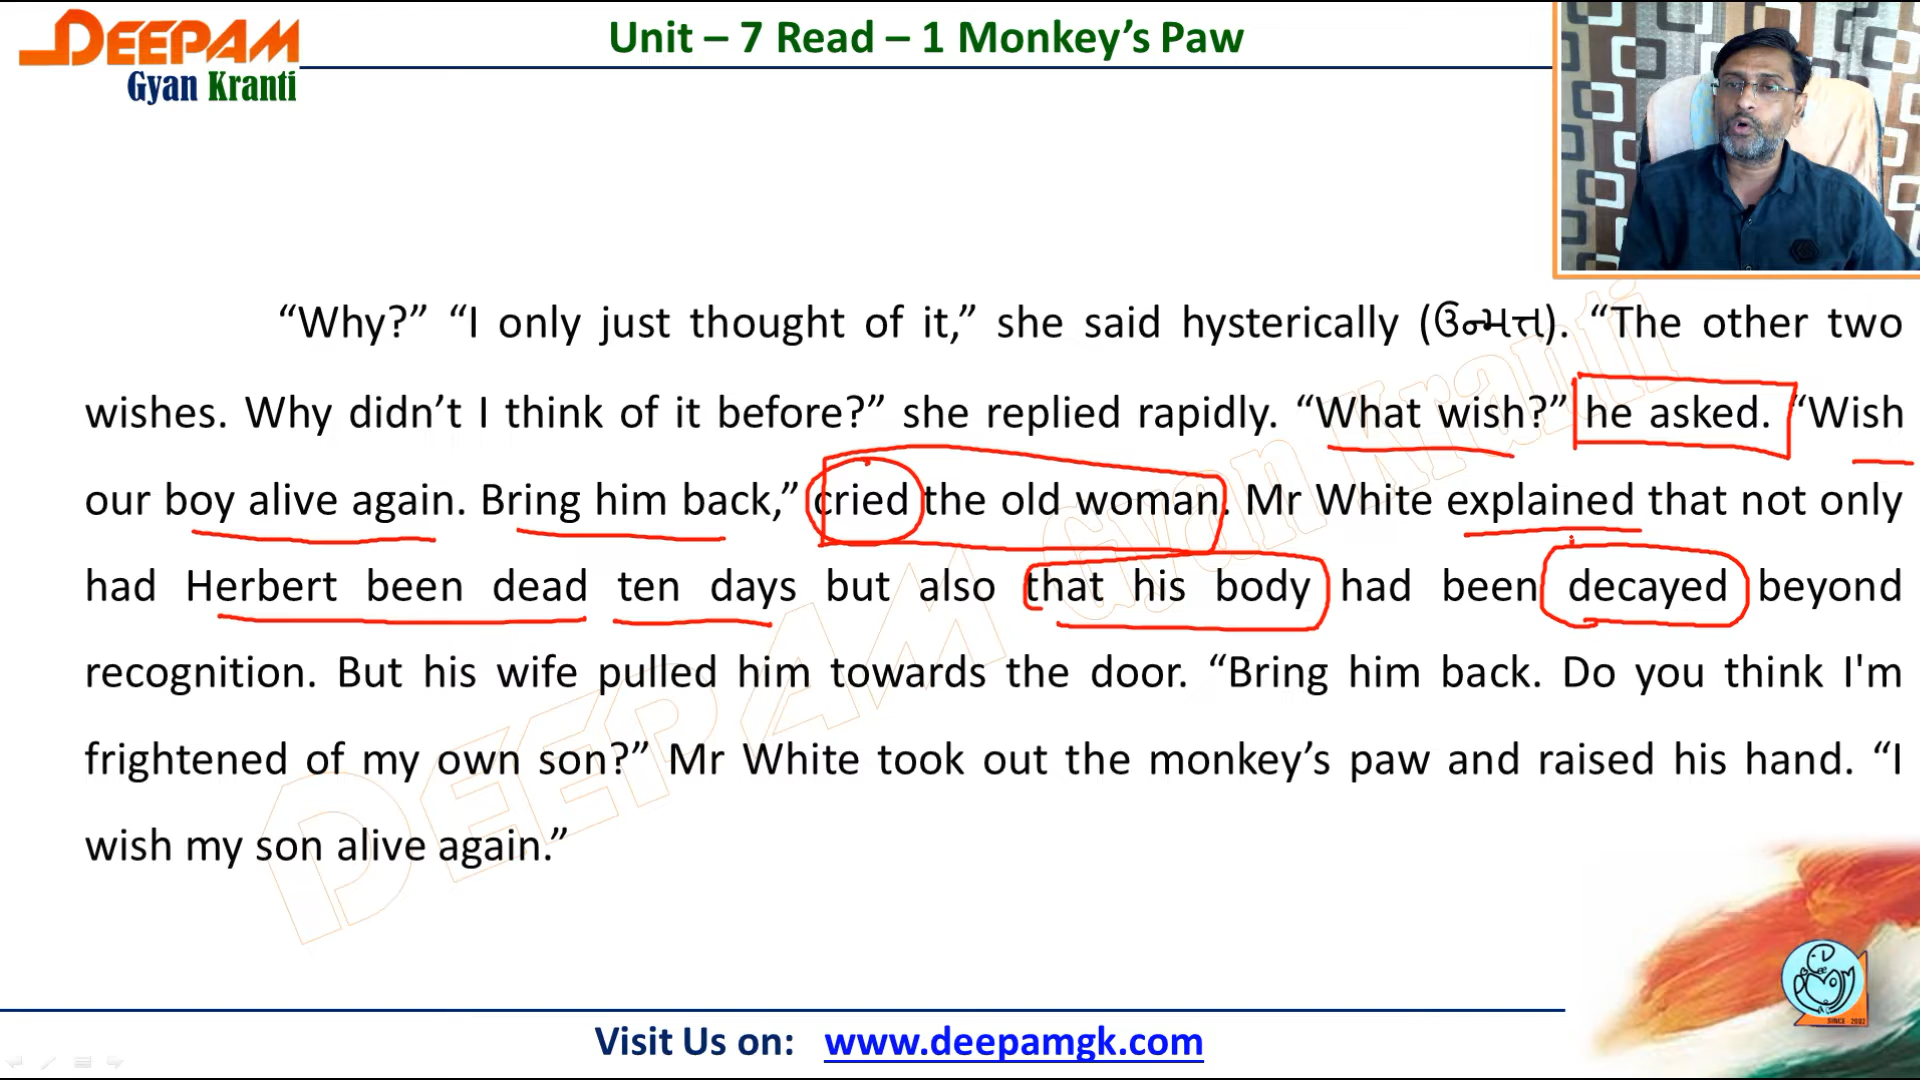 DEEPAM
Gyan Kranti
Unit – 7 Read – 1 Monkey’s Paw
“Why?” “I only just thought of it,” she said hysterically (ઉન્મત્ત). “The other two
wishes. Why didn’t I think of it before?” she replied rapidly. “What wish?” he asked. “Wish
our boy alive again. Bring him back,” cried the old woman. Mr White explained that not only
had Herbert been dead ten days but also that his body had been decayed beyond
recognition. But his wife pulled him towards the door. “Bring him back. Do you think I'm
frightened of my own son?” Mr White took out the monkey’s paw and raised his hand. “I
wish my son alive again.”
DEEPAM Gyan Kranti
SINCE 2002
Visit Us on: www.deepamgk.com